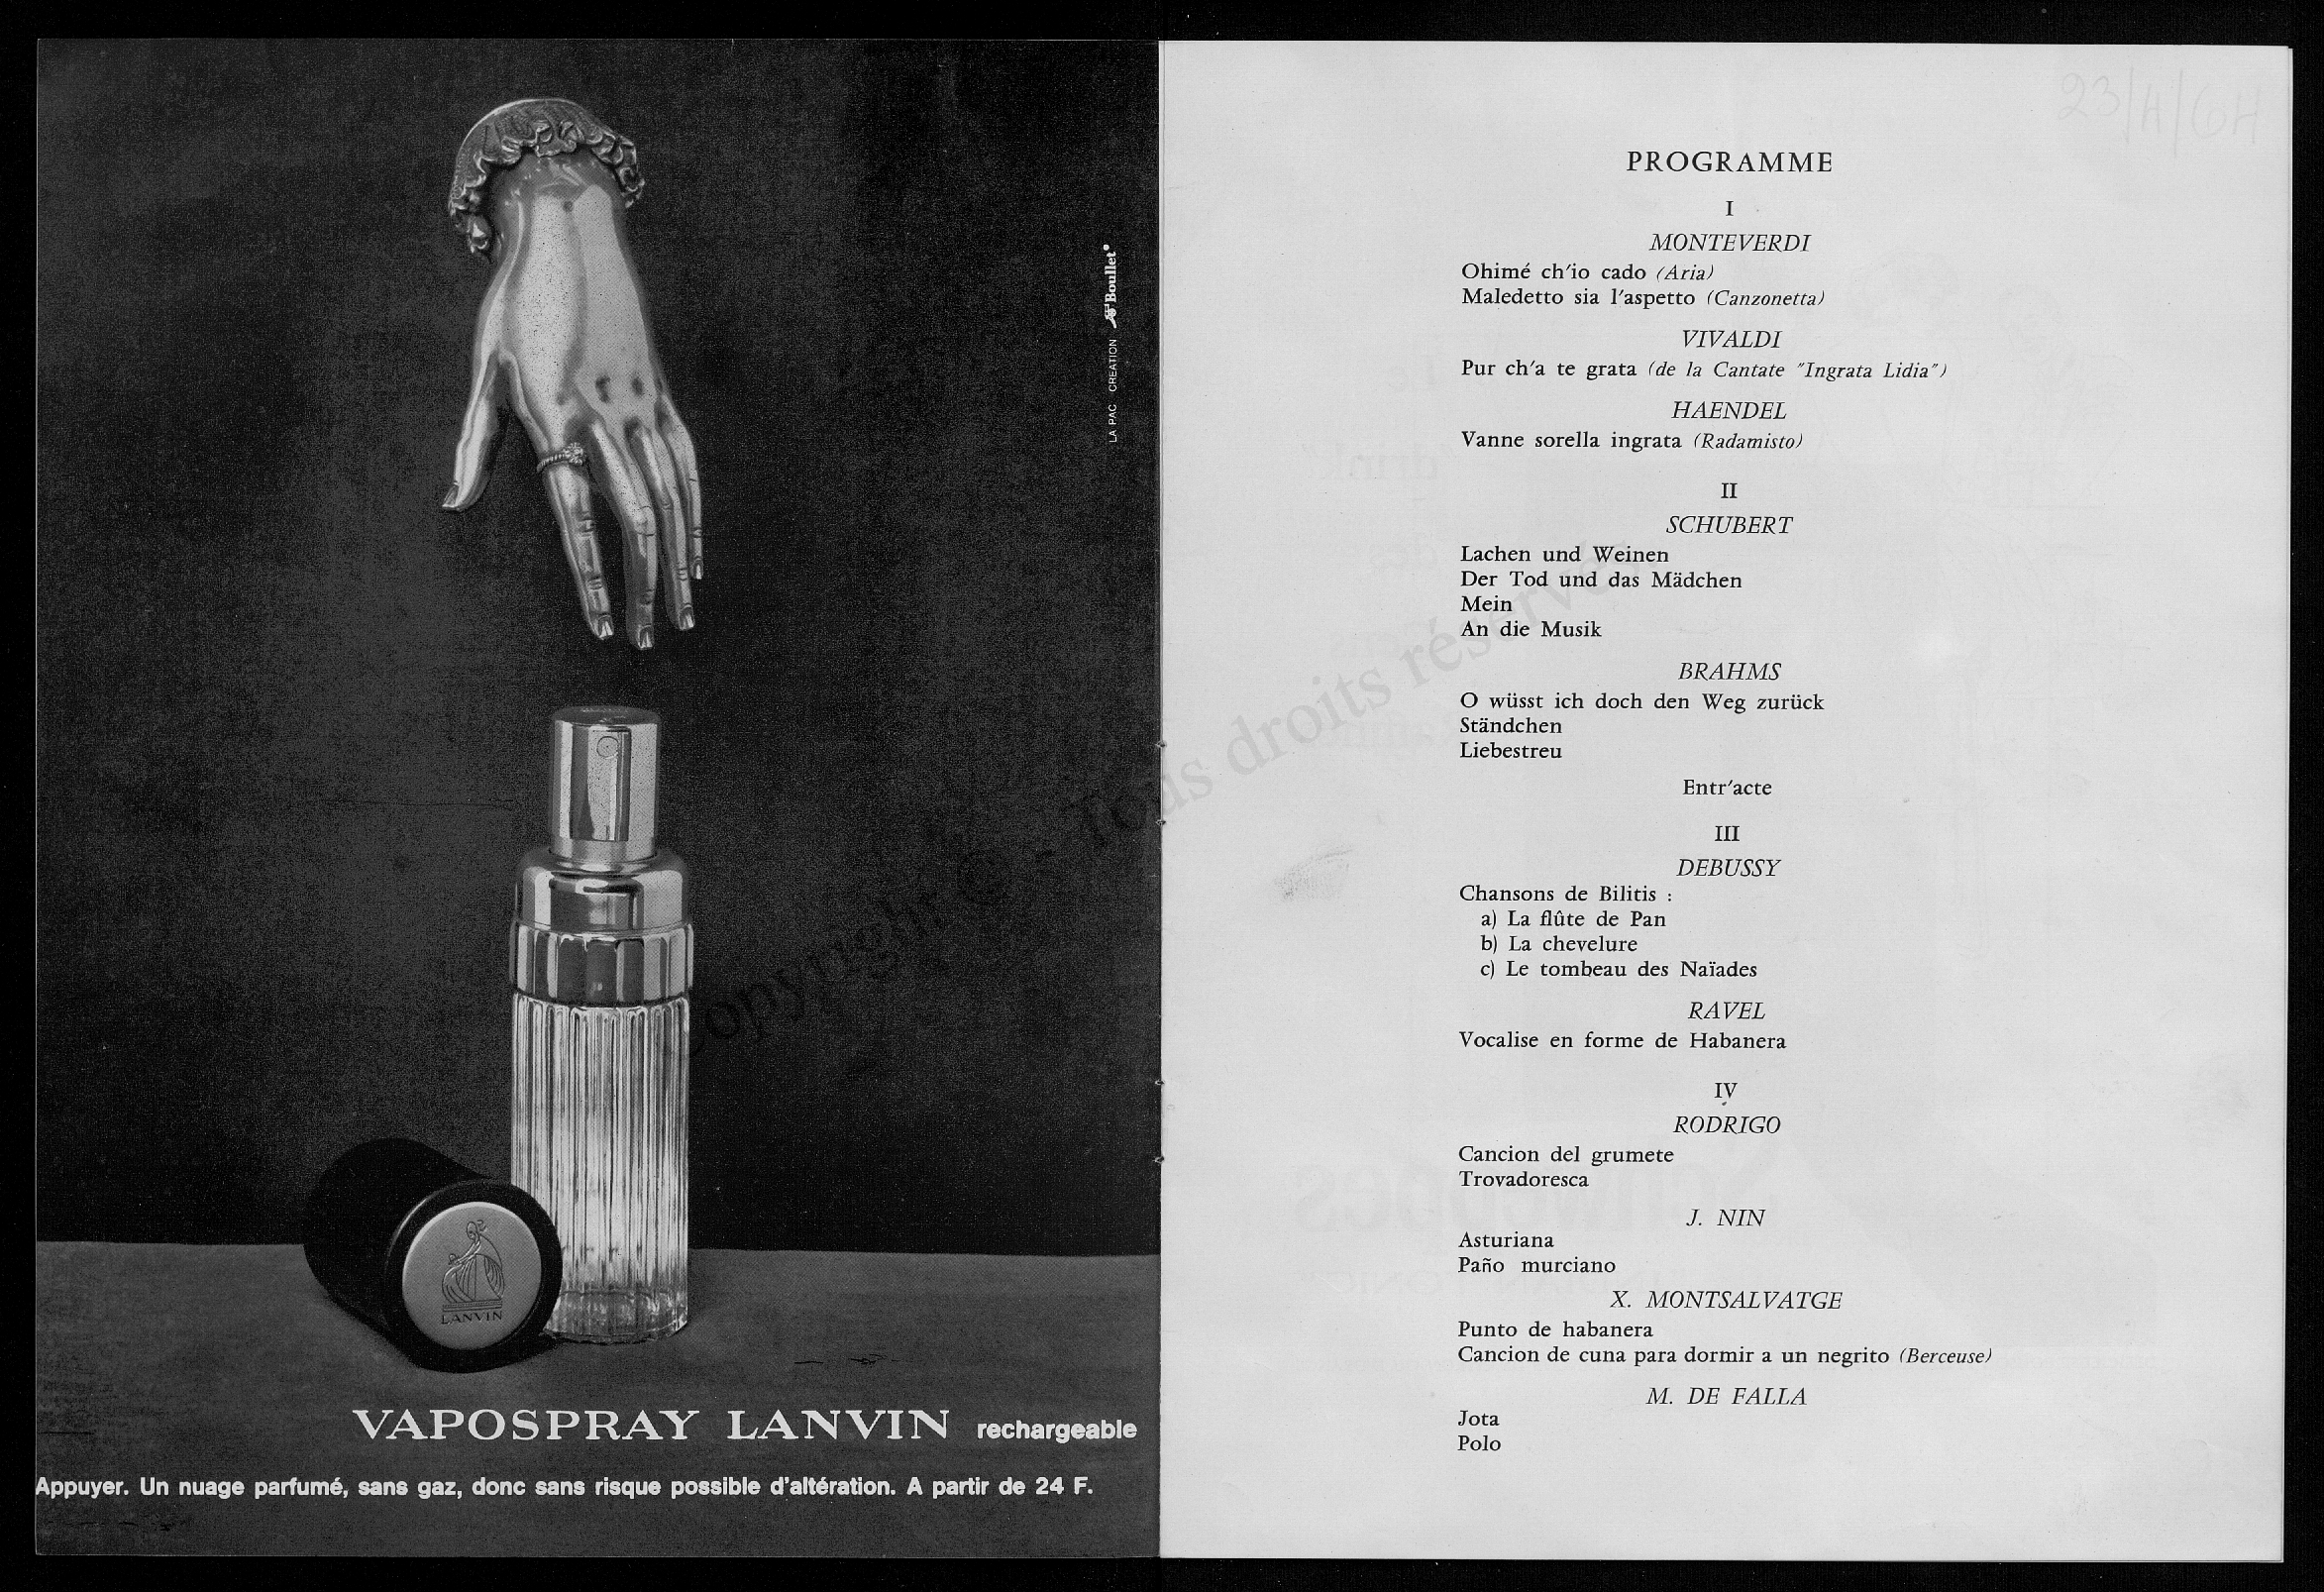 LA PAC CREATION Boullet
LANVIN
VAPOSPRAY LANVIN rechargeable
Appuyer. Un nuage parfumé, sans gaz, donc sans risque possible d'altération. A partir de 24 F.
Copyright © - Tous droits réservés
PROGRAMME
I
MONTEVERDI
Ohimé ch'io cado (Aria)
Maledetto sia l'aspetto (Canzonetta)
VIVALDI
Pur ch'a te grata (de la Cantate "Ingrata Lidia")
HAENDEL
Vanne sorella ingrata (Radamisto)
II
SCHUBERT
Lachen und Weinen
Der Tod und das Mädchen
Mein
An die Musik
BRAHMS
O wüsst ich doch den Weg zurück
Ständchen
Liebestreu
Entr'acte
III
DEBUSSY
Chansons de Bilitis :
a) La flûte de Pan
b) La chevelure
c) Le tombeau des Naïades
RAVEL
Vocalise en forme de Habanera
IV
RODRIGO
Cancion del grumete
Trovadoresca
J. NIN
Asturiana
Paño murciano
X. MONTSALVATGE
Punto de habanera
Cancion de cuna para dormir a un negrito (Berceuse)
M. DE FALLA
Jota
Polo